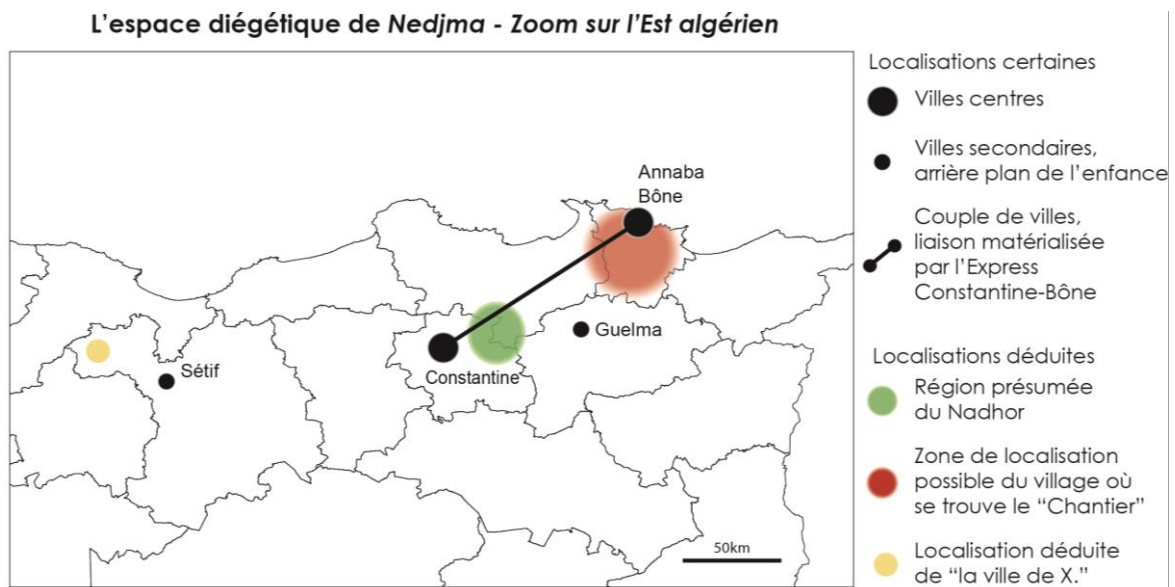 L'espace diégétique de Nedjma - Zoom sur l'Est algérien
Annaba
Bône
Guelma
Constantine
Sétif
50km
Localisations certaines
Villes centres
Villes secondaires,
arrière plan de l'enfance
Couple de villes,
liaison matérialisée
par l'Express
Constantine-Bône
Localisations déduites
Région présumée
du Nadhor
Zone de localisation
possible du village où
se trouve le "Chantier"
Localisation déduite
de "la ville de X."